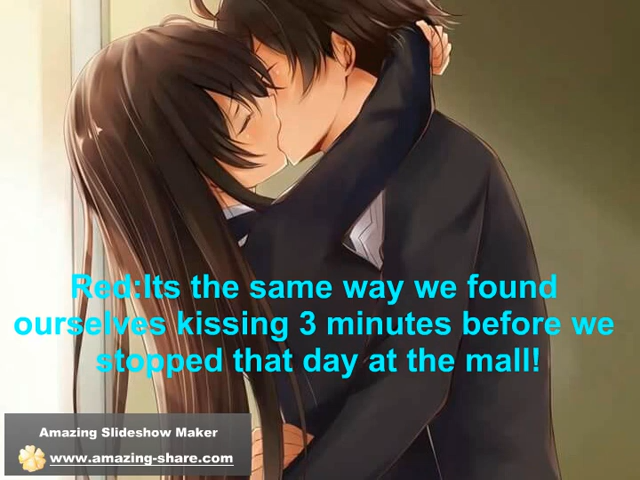 Red:Its the same way we found
ourselves kissing 3 minutes before we
stopped that day at the mall!
Amazing Slideshow Maker
www.amazing-share.com